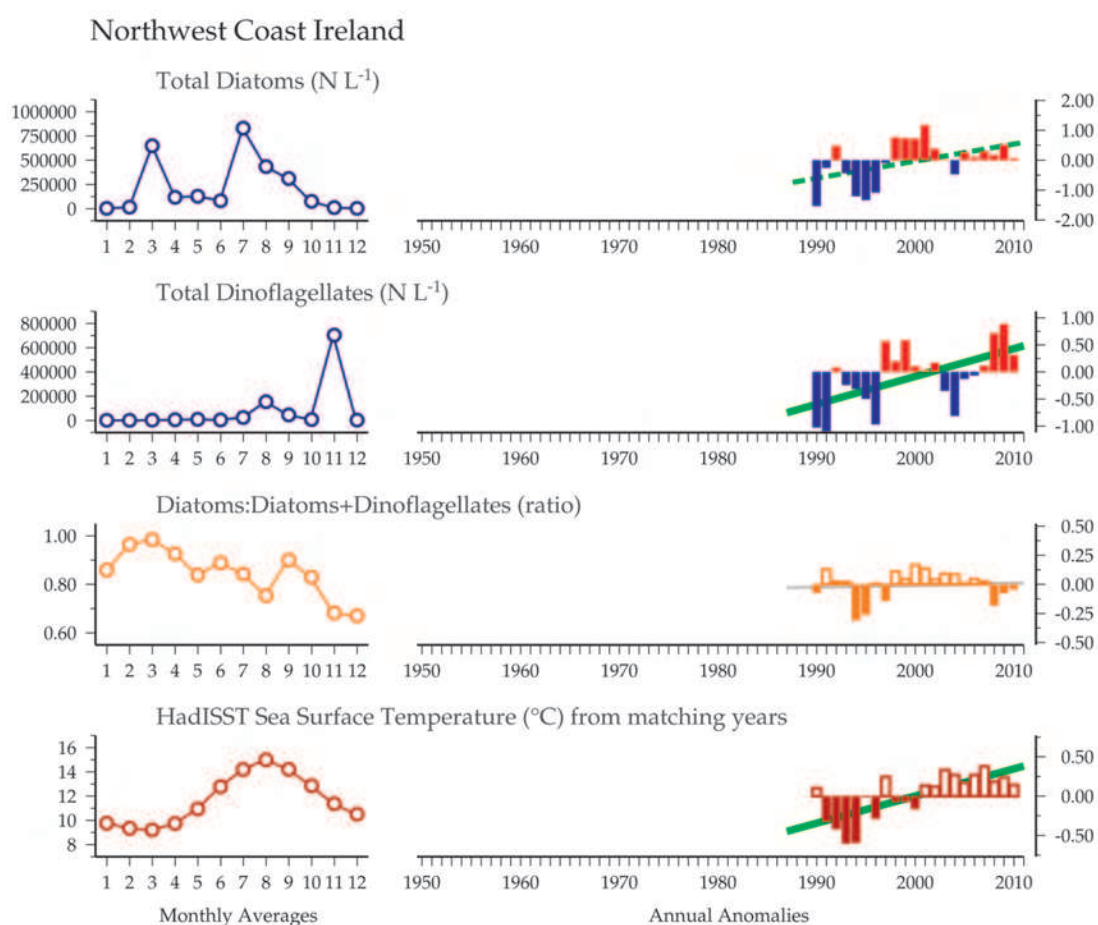 Northwest Coast Ireland
Total Diatoms (N L⁻¹)
1000000
750000
500000
250000
0
1 2 3 4 5 6 7 8 9 10 11 12
1950 1960 1970 1980 1990 2000 2010
2.00
1.00
0.00
-1.00
-2.00
Total Dinoflagellates (N L⁻¹)
800000
600000
400000
200000
0
1 2 3 4 5 6 7 8 9 10 11 12
1950 1960 1970 1980 1990 2000 2010
1.00
0.50
0.00
-0.50
-1.00
Diatoms:Diatoms+Dinoflagellates (ratio)
1.00
0.80
0.60
1 2 3 4 5 6 7 8 9 10 11 12
1950 1960 1970 1980 1990 2000 2010
0.50
0.25
0.00
-0.25
-0.50
HadISST Sea Surface Temperature (°C) from matching years
16
14
12
10
8
1 2 3 4 5 6 7 8 9 10 11 12
1950 1960 1970 1980 1990 2000 2010
0.50
0.00
-0.50
Monthly Averages
Annual Anomalies